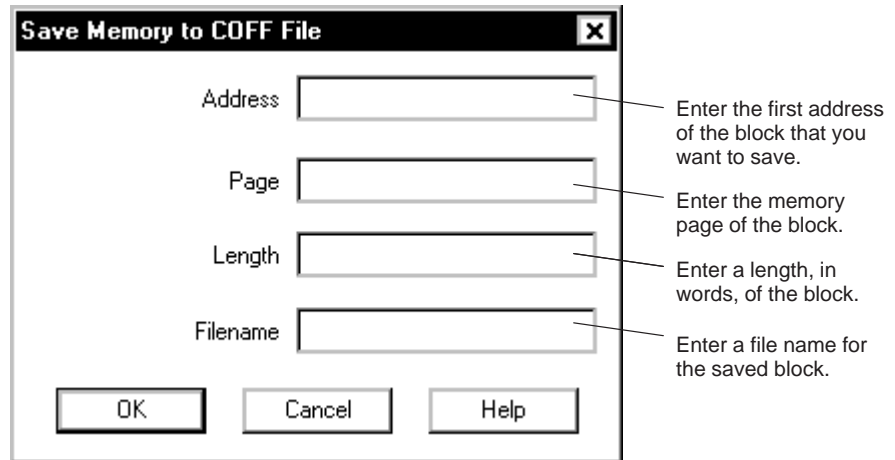 Save Memory to COFF File
Address
Enter the first address
of the block that you
want to save.
Page
Enter the memory
page of the block.
Length
Enter a length, in
words, of the block.
Filename
Enter a file name for
the saved block.
OK
Cancel
Help